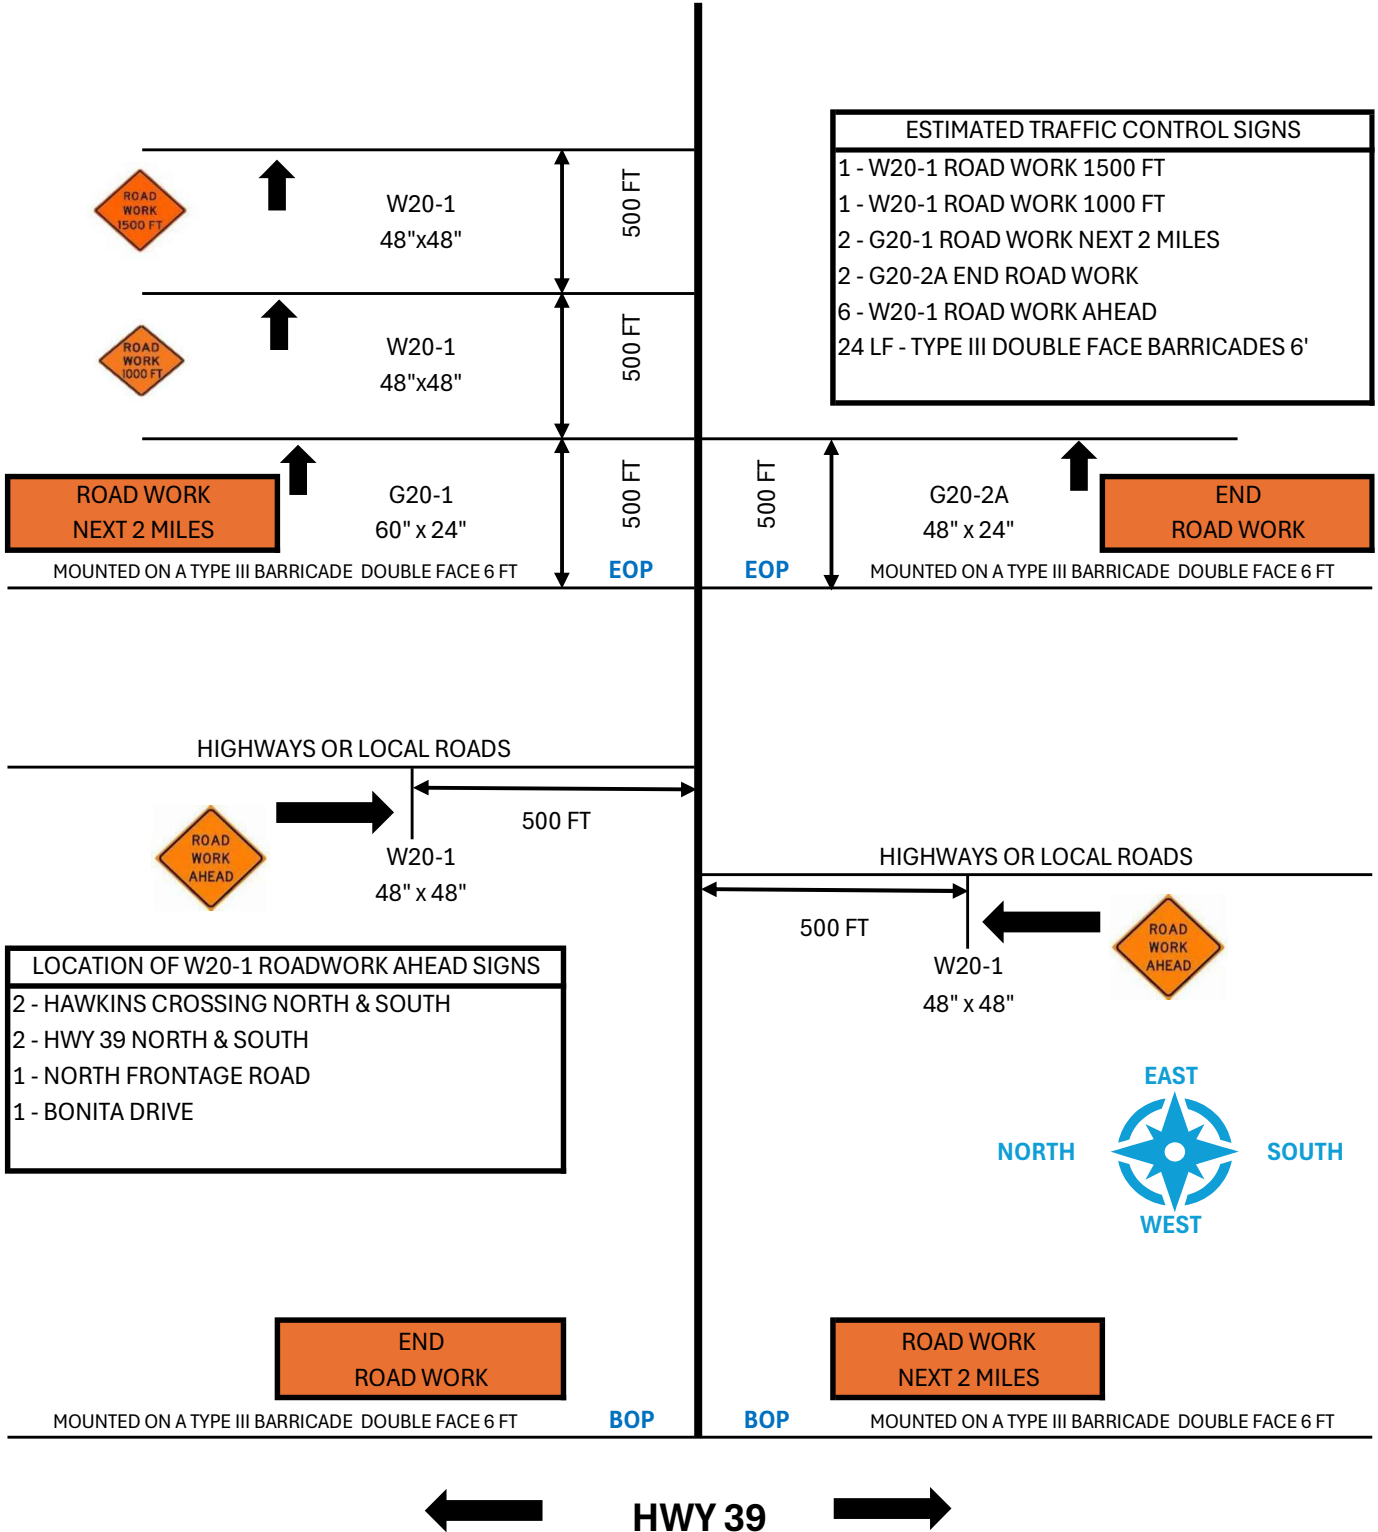 ESTIMATED TRAFFIC CONTROL SIGNS
1 - W20-1 ROAD WORK 1500 FT
1 - W20-1 ROAD WORK 1000 FT
2 - G20-1 ROAD WORK NEXT 2 MILES
2 - G20-2A END ROAD WORK
6 - W20-1 ROAD WORK AHEAD
24 LF - TYPE III DOUBLE FACE BARRICADES 6'
ROAD
WORK
1500 FT
W20-1
48"x48"
500 FT
ROAD
WORK
1000 FT
W20-1
48"x48"
500 FT
ROAD WORK
NEXT 2 MILES
G20-1
60" x 24"
500 FT
500 FT
G20-2A
48" x 24"
END
ROAD WORK
MOUNTED ON A TYPE III BARRICADE DOUBLE FACE 6 FT
EOP
EOP
MOUNTED ON A TYPE III BARRICADE DOUBLE FACE 6 FT
HIGHWAYS OR LOCAL ROADS
ROAD
WORK
AHEAD
500 FT
W20-1
48" x 48"
HIGHWAYS OR LOCAL ROADS
500 FT
W20-1
48" x 48"
ROAD
WORK
AHEAD
LOCATION OF W20-1 ROADWORK AHEAD SIGNS
2 - HAWKINS CROSSING NORTH & SOUTH
2 - HWY 39 NORTH & SOUTH
1 - NORTH FRONTAGE ROAD
1 - BONITA DRIVE
EAST
NORTH
SOUTH
WEST
END
ROAD WORK
ROAD WORK
NEXT 2 MILES
MOUNTED ON A TYPE III BARRICADE DOUBLE FACE 6 FT
BOP
BOP
MOUNTED ON A TYPE III BARRICADE DOUBLE FACE 6 FT
HWY 39